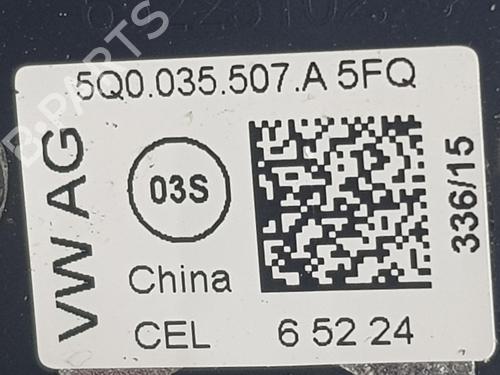 5Q0.035.507.A 5FQ
VW AG
03S
336/15
China
CEL 6 52 24
B-PARTS